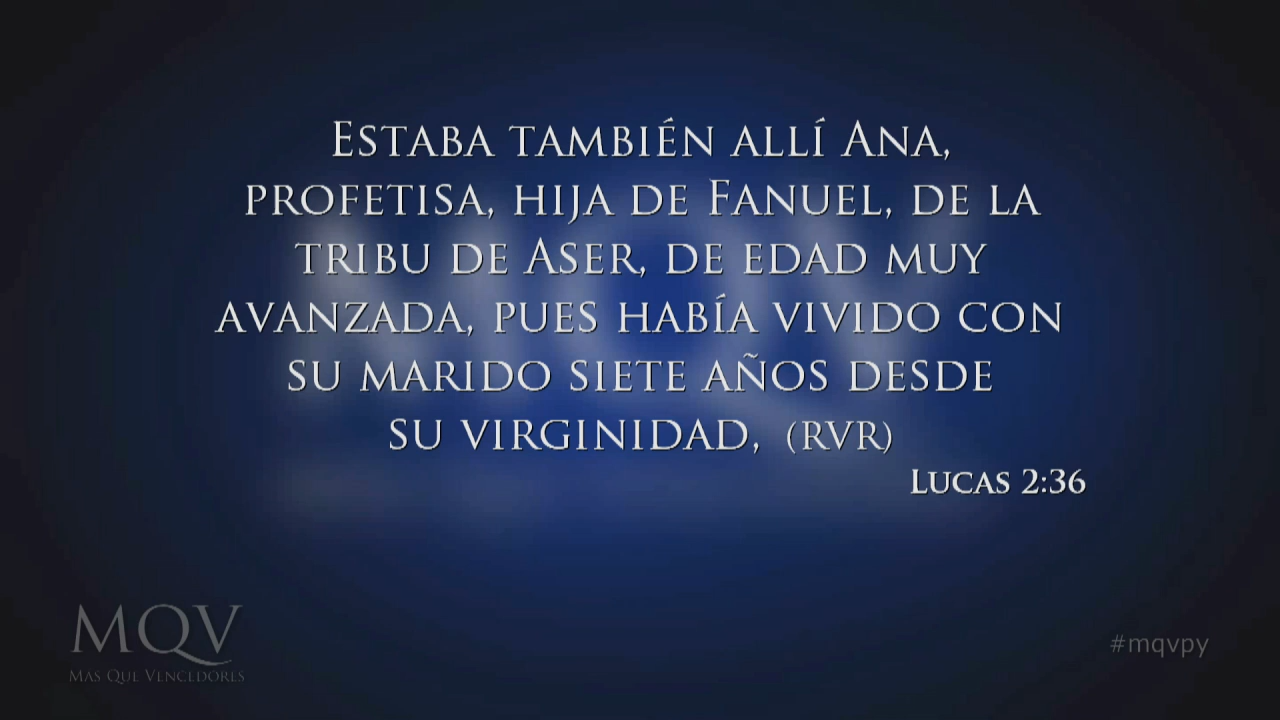 Estaba también allí Ana,
profetisa, hija de Fanuel, de la
tribu de Aser, de edad muy
avanzada, pues había vivido con
su marido siete años desde
su virginidad, (RVR)
Lucas 2:36
MQV
Mas Que Vencedores
#mqvpy